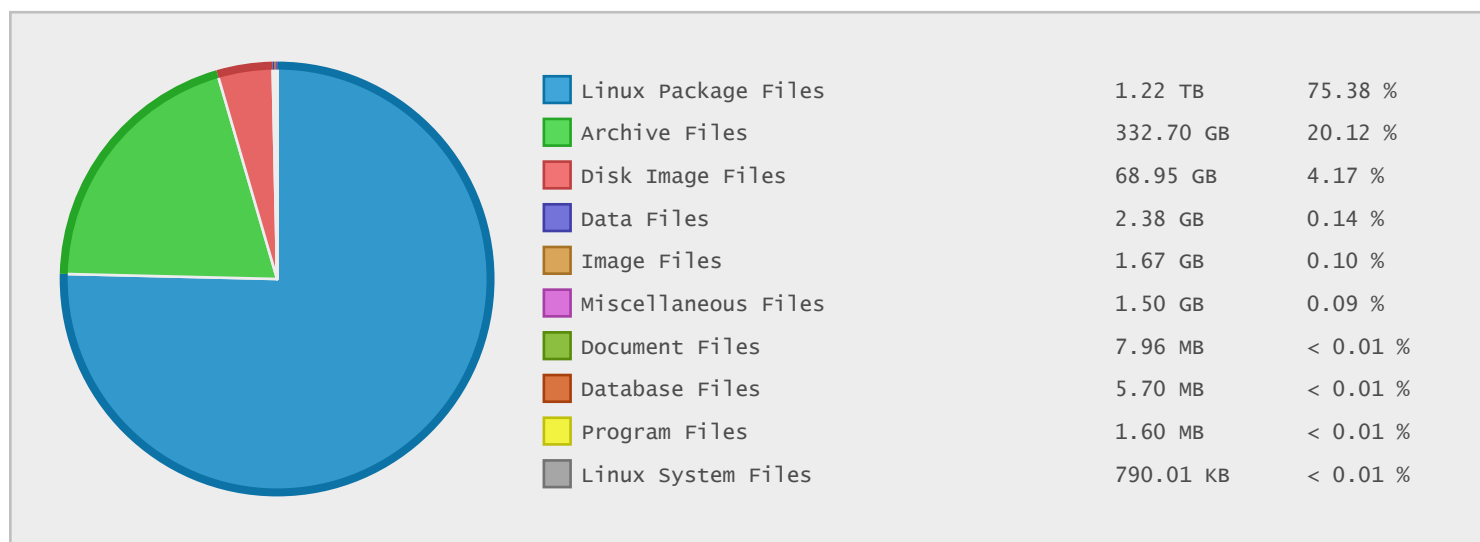 Linux Package Files 1.22 TB 75.38 %
Archive Files 332.70 GB 20.12 %
Disk Image Files 68.95 GB 4.17 %
Data Files 2.38 GB 0.14 %
Image Files 1.67 GB 0.10 %
Miscellaneous Files 1.50 GB 0.09 %
Document Files 7.96 MB < 0.01 %
Database Files 5.70 MB < 0.01 %
Program Files 1.60 MB < 0.01 %
Linux System Files 790.01 KB < 0.01 %